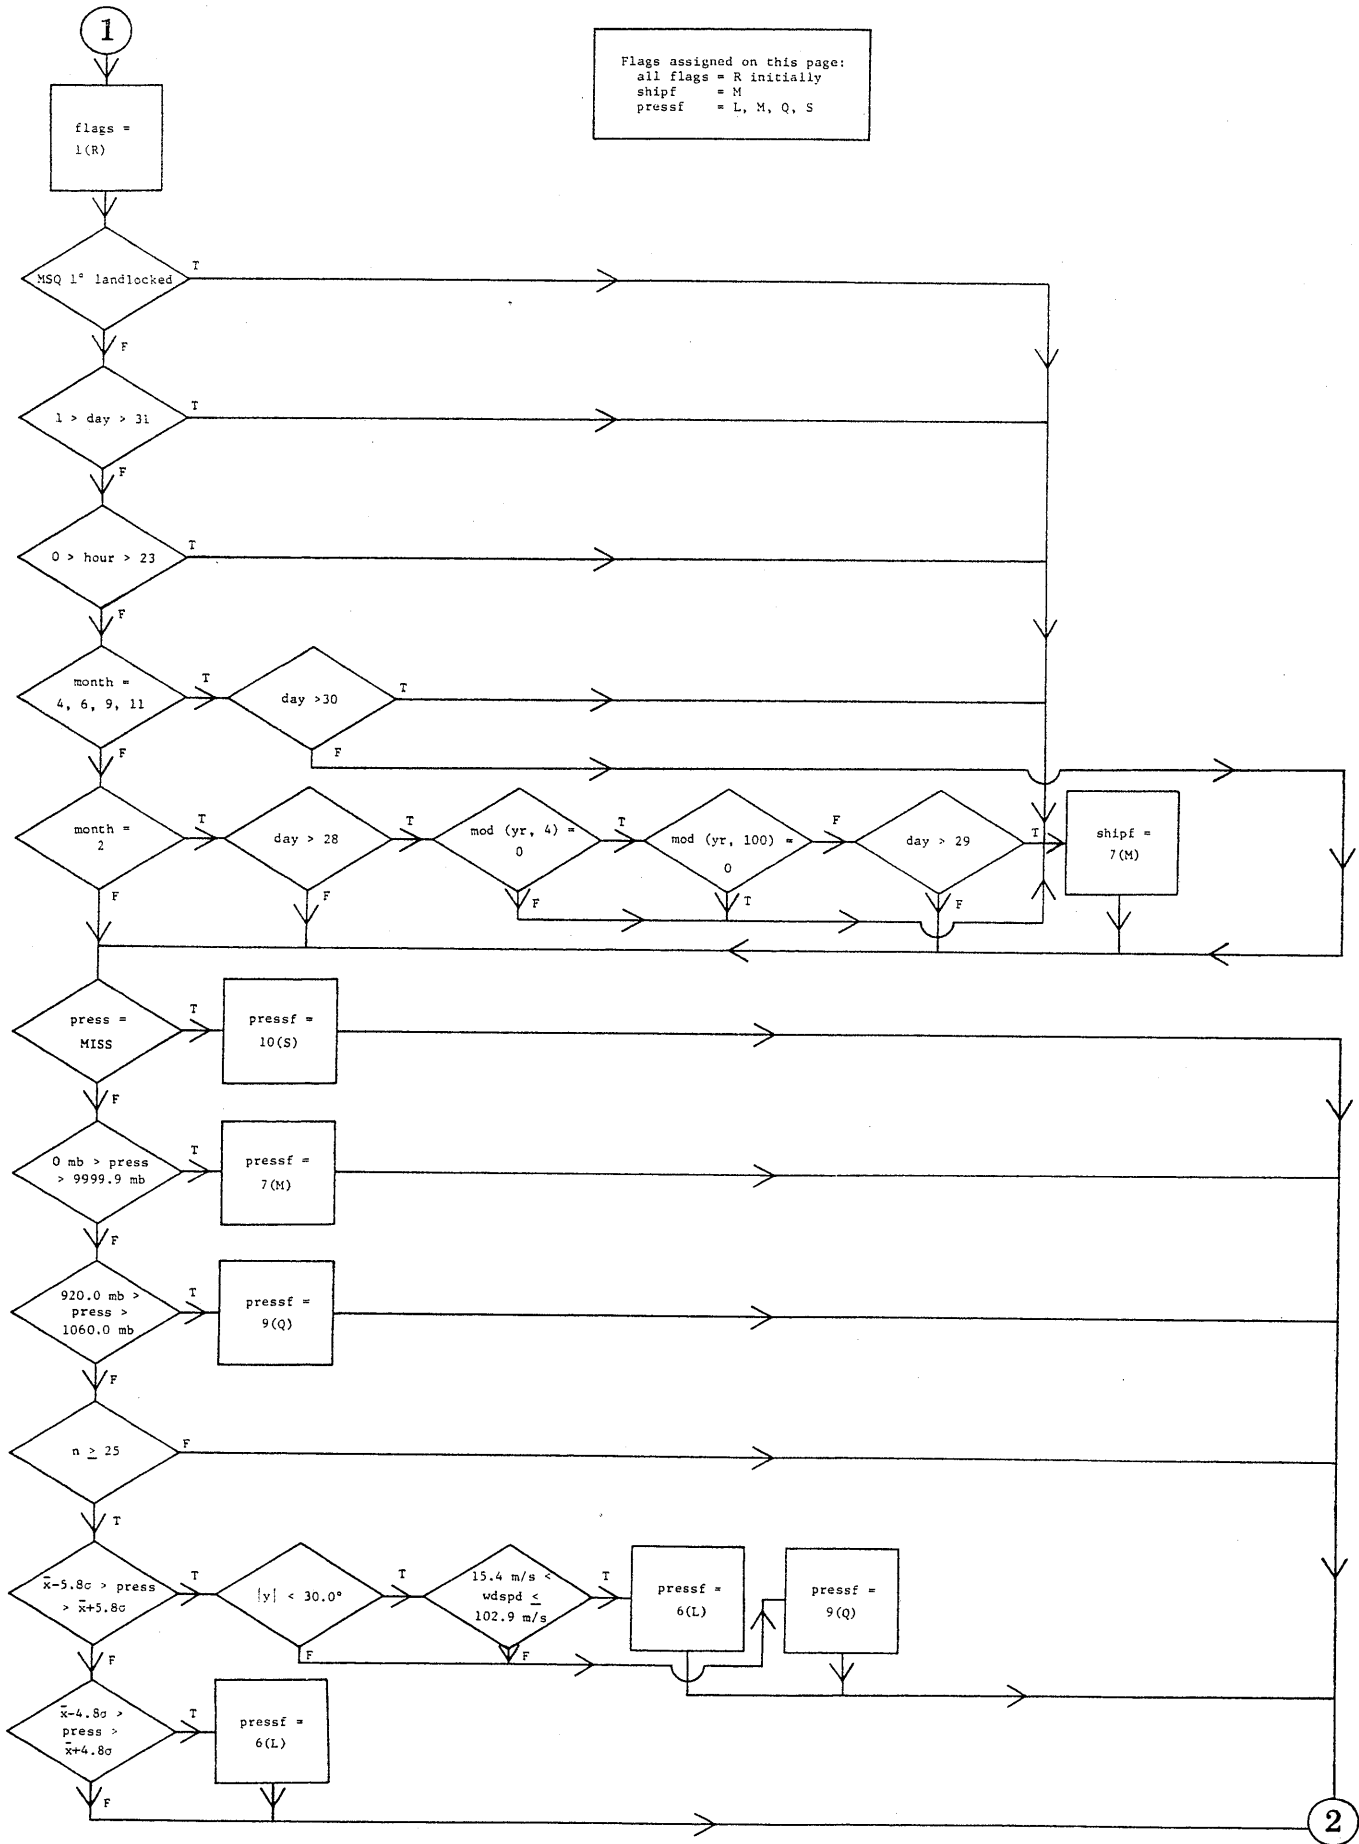 1
Flags assigned on this page:
all flags = R initially
shipf = M
pressf = L, M, Q, S
flags =
1(R)
MSQ 1° landlocked
T
F
1 > day > 31
T
F
0 > hour > 23
T
F
month =
4, 6, 9, 11
T
day >30
T
F
F
month =
2
T
day > 28
T
mod (yr, 4) =
0
T
mod (yr, 100) =
0
F
day > 29
T
shipf =
7(M)
F
F
F
T
F
press =
MISS
T
pressf =
10(S)
F
0 mb > press
> 9999.9 mb
T
pressf =
7(M)
F
920.0 mb >
press >
1060.0 mb
T
pressf =
9(Q)
F
n ≥ 25
F
T
x̄-5.8σ > press
> x̄+5.8σ
T
|y| < 30.0°
T
15.4 m/s <
wdspd ≤
102.9 m/s
T
pressf =
6(L)
pressf =
9(Q)
F
F
F
x̄-4.8σ >
press >
x̄+4.8σ
T
pressf =
6(L)
F
2